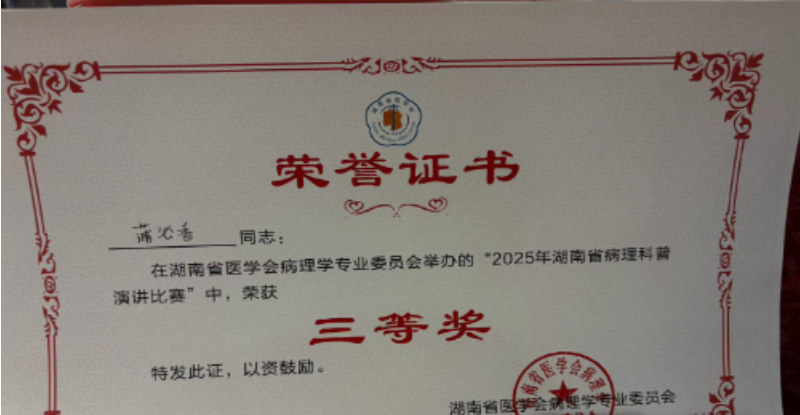 荣誉证书
蒲必香 同志：
在湖南省医学会病理学专业委员会举办的“2025年湖南省病理科普
演讲比赛”中，荣获
三等奖
特发此证，以资鼓励。
湖南省医学会病理学专业委员会